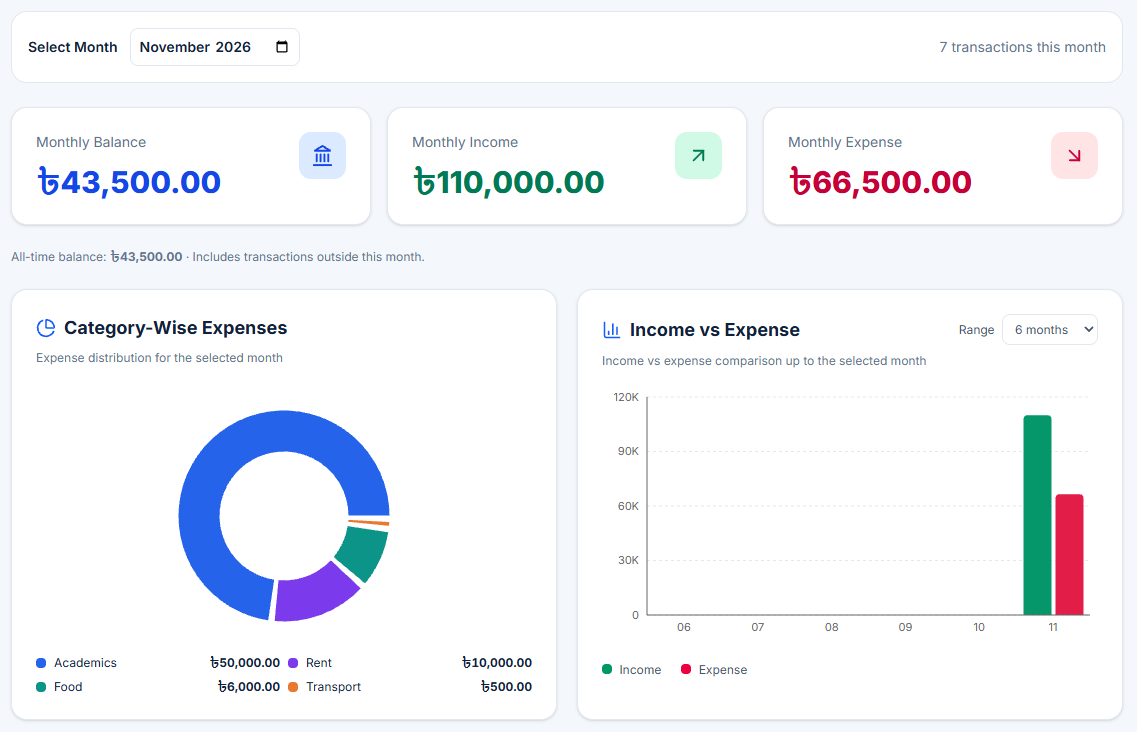 Select Month November 2026 7 transactions this month
Monthly Balance
৳43,500.00
Monthly Income
৳110,000.00
Monthly Expense
৳66,500.00
All-time balance: ৳43,500.00 · Includes transactions outside this month.
Category-Wise Expenses
Expense distribution for the selected month
Academics ৳50,000.00 Rent ৳10,000.00
Food ৳6,000.00 Transport ৳500.00
Income vs Expense Range 6 months
Income vs expense comparison up to the selected month
120K
90K
60K
30K
0
06 07 08 09 10 11
Income Expense